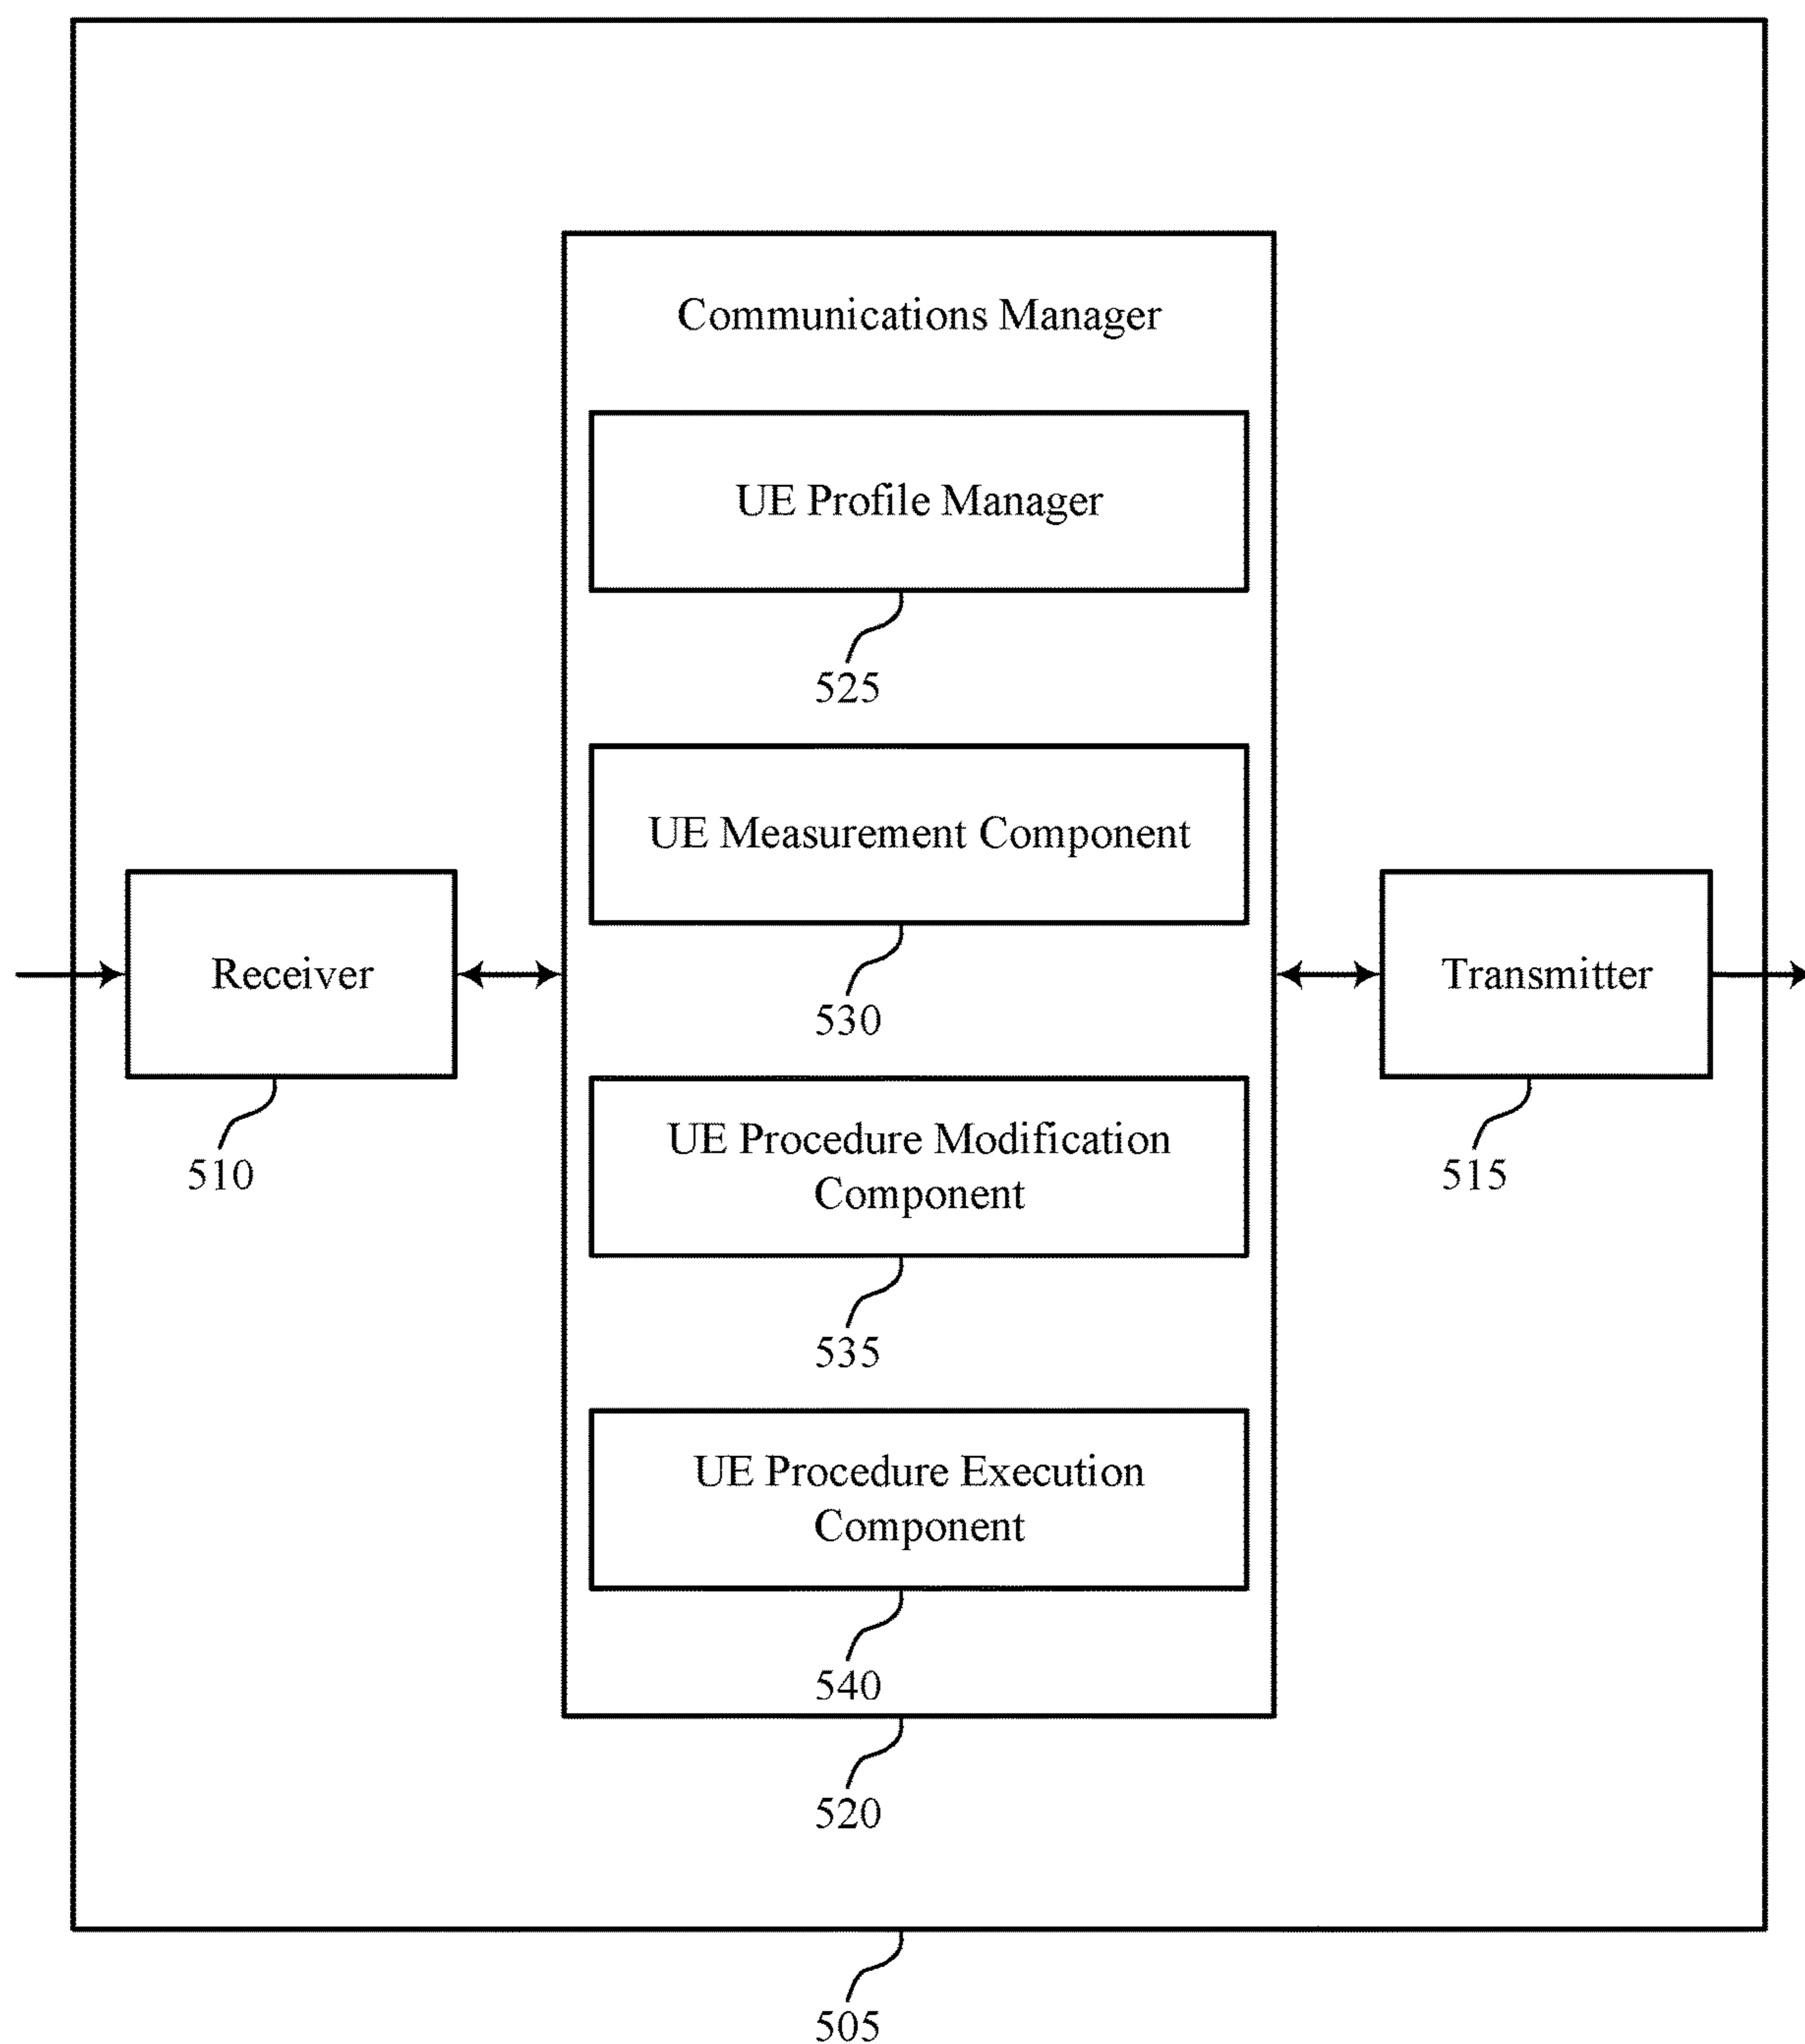 Communications Manager
UE Profile Manager
525
UE Measurement Component
530
Receiver
510
Transmitter
515
UE Procedure Modification
Component
535
UE Procedure Execution
Component
540
520
505